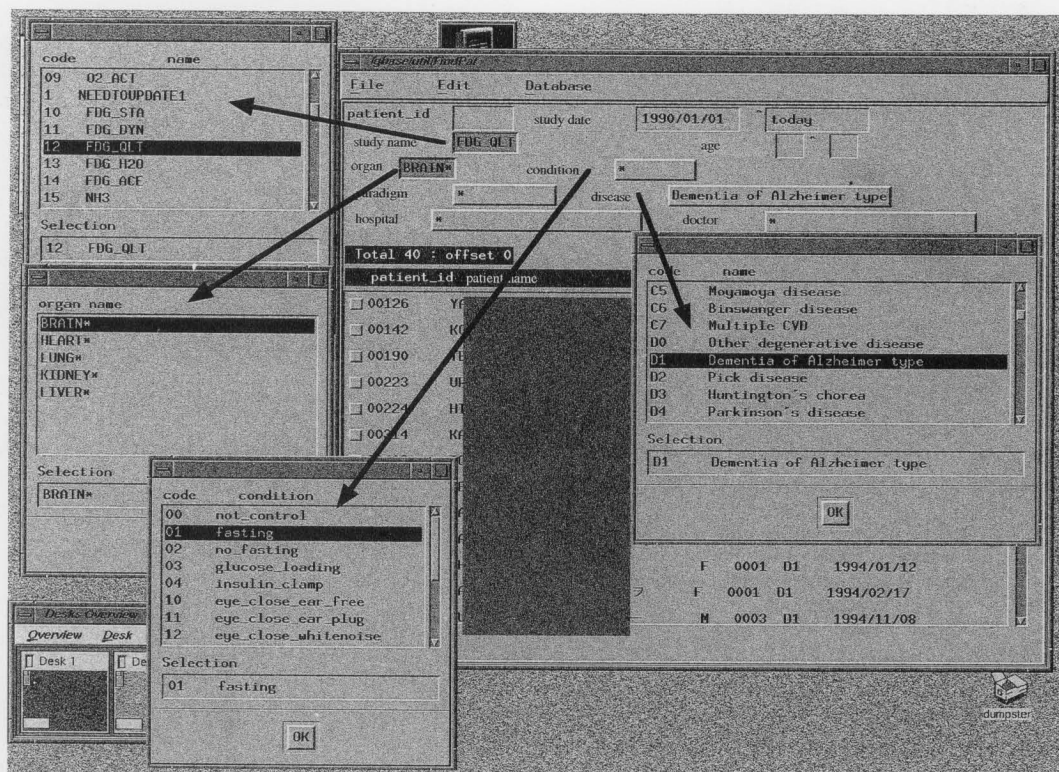 code name
09 O2_ACT
1 NEEDTOUPDATE1
10 FDG_STA
11 FDG_DYN
12 FDG_QLT
13 FDG_H2O
14 FDG_ACE
15 NH3
Selection
12 FDG_QLT
organ name
BRAIN*
HEART*
LUNG*
KIDNEY*
LIVER*
Selection
BRAIN*
code condition
00 not_control
01 fasting
02 no_fasting
03 glucose_loading
04 insulin_clamp
10 eye_close_ear_free
11 eye_close_ear_plug
12 eye_close_whitenoise
Selection
01 fasting
OK
Desks Overview
Overview Desk
Desk 1 De
File Edit Database
patient_id study date 1990/01/01 ~ today
study name FDG_QLT age ~
organ BRAIN* condition *
paradigm * disease Dementia of Alzheimer type
hospital * doctor *
Total 40 : offset 0
patient_id patient name
00126 YA
00142 KO
00190
00223
00224 HI
00314 KA
F 0001 D1 1994/01/12
F 0001 D1 1994/02/17
M 0003 D1 1994/11/08
code name
C5 Moyamoya disease
C6 Binswanger disease
C7 Multiple CVD
D0 Other degenerative disease
D1 Dementia of Alzheimer type
D2 Pick disease
D3 Huntington's chorea
D4 Parkinson's disease
Selection
D1 Dementia of Alzheimer type
OK
dumpster